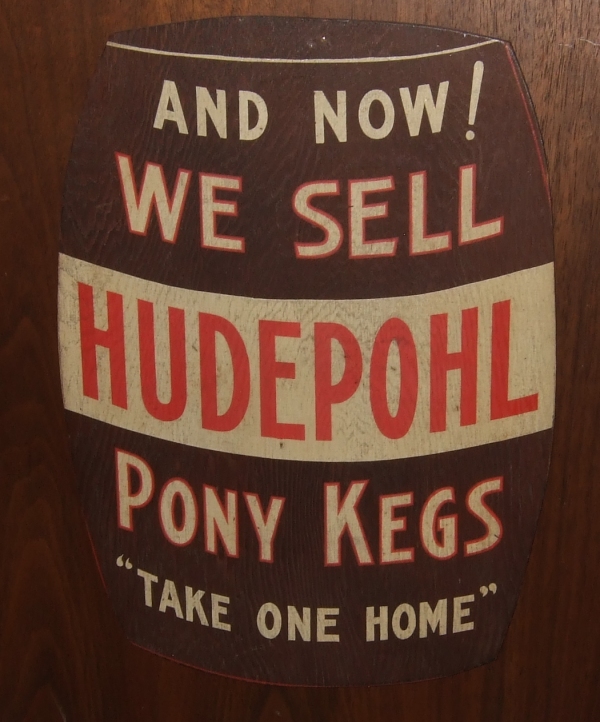 AND NOW!
WE SELL
HUDEPOHL
PONY KEGS
“TAKE ONE HOME”